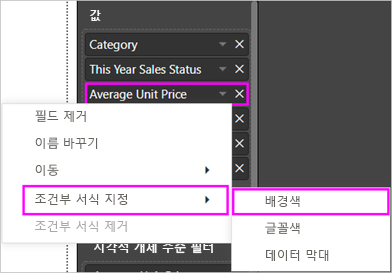 값
Category
This Year Sales Status
Average Unit Price
필드 제거
이름 바꾸기
이동
조건부 서식 지정
배경색
조건부 서식 제거
글꼴색
시각적 개체 수준 필터
데이터 막대